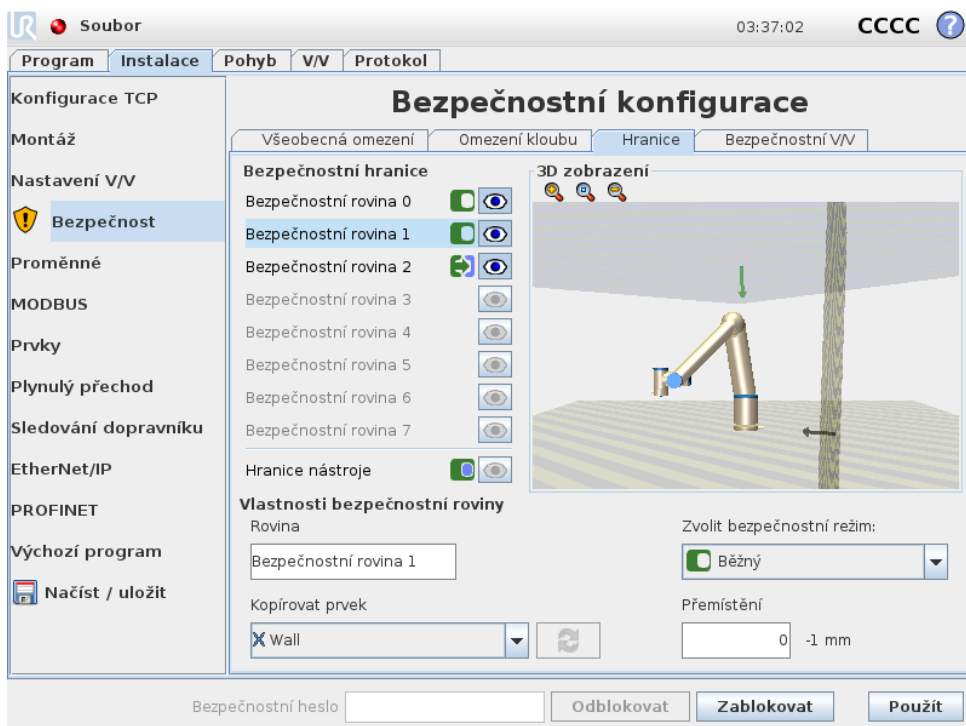 UR Soubor 03:37:02 CCCC ?
Program Instalace Pohyb V/V Protokol
Konfigurace TCP
Montáž
Nastavení V/V
Bezpečnost
Proměnné
MODBUS
Prvky
Plynulý přechod
Sledování dopravníku
EtherNet/IP
PROFINET
Výchozí program
Načíst / uložit
Bezpečnostní konfigurace
Všeobecná omezení Omezení kloubu Hranice Bezpečnostní V/V
Bezpečnostní hranice
Bezpečnostní rovina 0
Bezpečnostní rovina 1
Bezpečnostní rovina 2
Bezpečnostní rovina 3
Bezpečnostní rovina 4
Bezpečnostní rovina 5
Bezpečnostní rovina 6
Bezpečnostní rovina 7
Hranice nástroje
3D zobrazení
Vlastnosti bezpečnostní roviny
Rovina
Bezpečnostní rovina 1
Zvolit bezpečnostní režim:
Běžný
Kopírovat prvek
Wall
Přemístění
0 -1 mm
Bezpečnostní heslo Odblokovat Zablokovat Použít